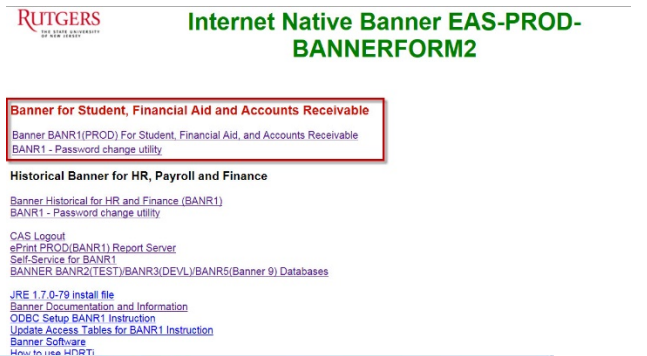 RUTGERS
THE STATE UNIVERSITY
OF NEW JERSEY
Internet Native Banner EAS-PROD-
BANNERFORM2
Banner for Student, Financial Aid and Accounts Receivable
Banner BANR1(PROD) For Student, Financial Aid, and Accounts Receivable
BANR1 - Password change utility
Historical Banner for HR, Payroll and Finance
Banner Historical for HR and Finance (BANR1)
BANR1 - Password change utility
CAS Logout
ePrint PROD(BANR1) Report Server
Self-Service for BANR1
BANNER BANR2(TEST)/BANR3(DEVL)/BANR5(Banner 9) Databases
JRE 1.7.0-79 install file
Banner Documentation and Information
ODBC Setup BANR1 Instruction
Update Access Tables for BANR1 Instruction
Banner Software
How to use HDRTi